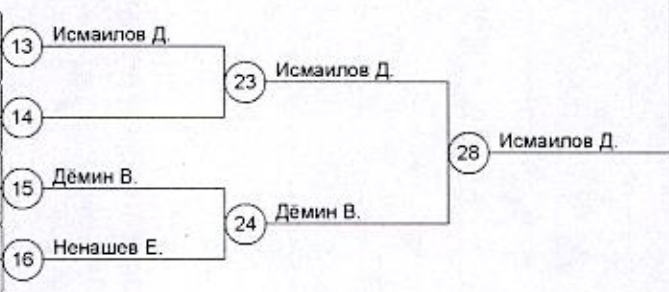 13 Исмаилов Д.
23 Исмаилов Д.
14
28 Исмаилов Д.
15 Дёмин В.
24 Дёмин В.
16 Ненашев Е.